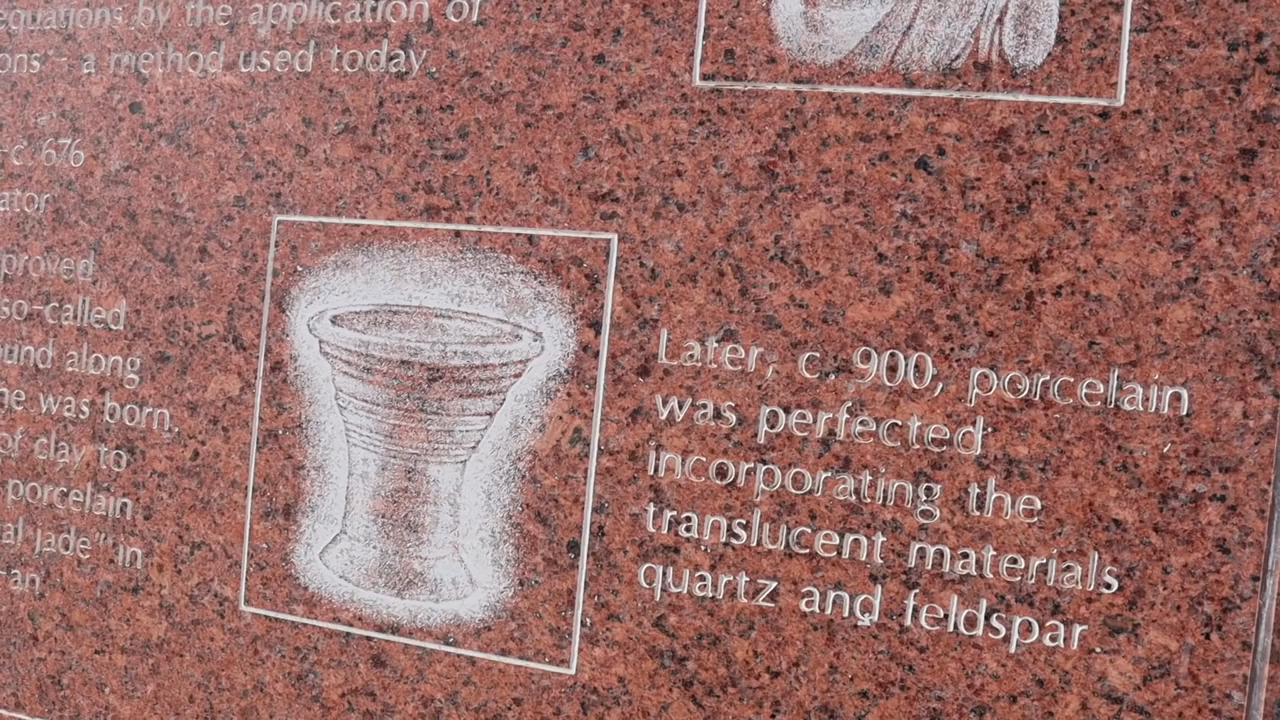 equations by the application of
ons - a method used today.
-c. 676
ator
proved
so-called
ound along
he was born.
of clay to
porcelain
al jade" in
-an
Later, c. 900, porcelain
was perfected
incorporating the
translucent materials
quartz and feldspar